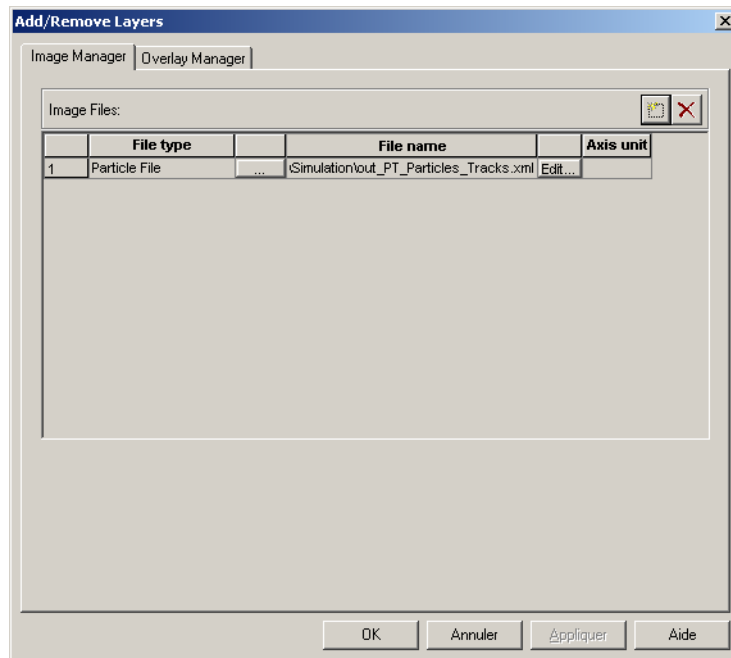 Add/Remove Layers
Image Manager Overlay Manager
Image Files:
File type File name Axis unit
1 Particle File ... \Simulation\out_PT_Particles_Tracks.xml Edit...
OK Annuler Appliquer Aide